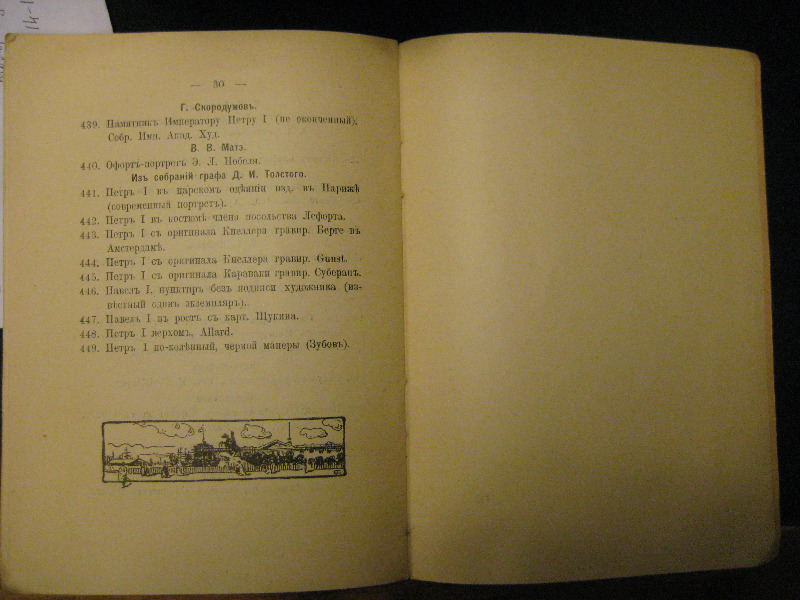 — 30 —
Г. Скородумовъ.
439. Памятникъ Императору Петру I (не оконченный),
Собр. Имп. Акад. Худ.
В. В. Матэ.
440. Офортъ-портретъ Э. Л. Нобеля.
Изъ собраній графа Д. И. Толстого.
441. Петръ I въ царскомъ одѣяніи изд. въ Парижѣ
(современный портретъ).
442. Петръ I въ костюмѣ члена посольства Лефорта.
443. Петръ I съ оригинала Кнеллера гравир. Берге въ
Амстердамѣ.
444. Петръ I съ оригинала Кнеллера гравир. Gunst.
445. Петръ I съ оригинала Каравака гравир. Субейранъ.
446. Павелъ I, пунктиръ безъ подписи художника (из-
вѣстный одинъ экземпляръ).
447. Павелъ I въ ростъ съ карт. Щукина.
448. Петръ I верхомъ, Allard.
449. Петръ I по-колѣнный, черной манеры (Зубовъ).